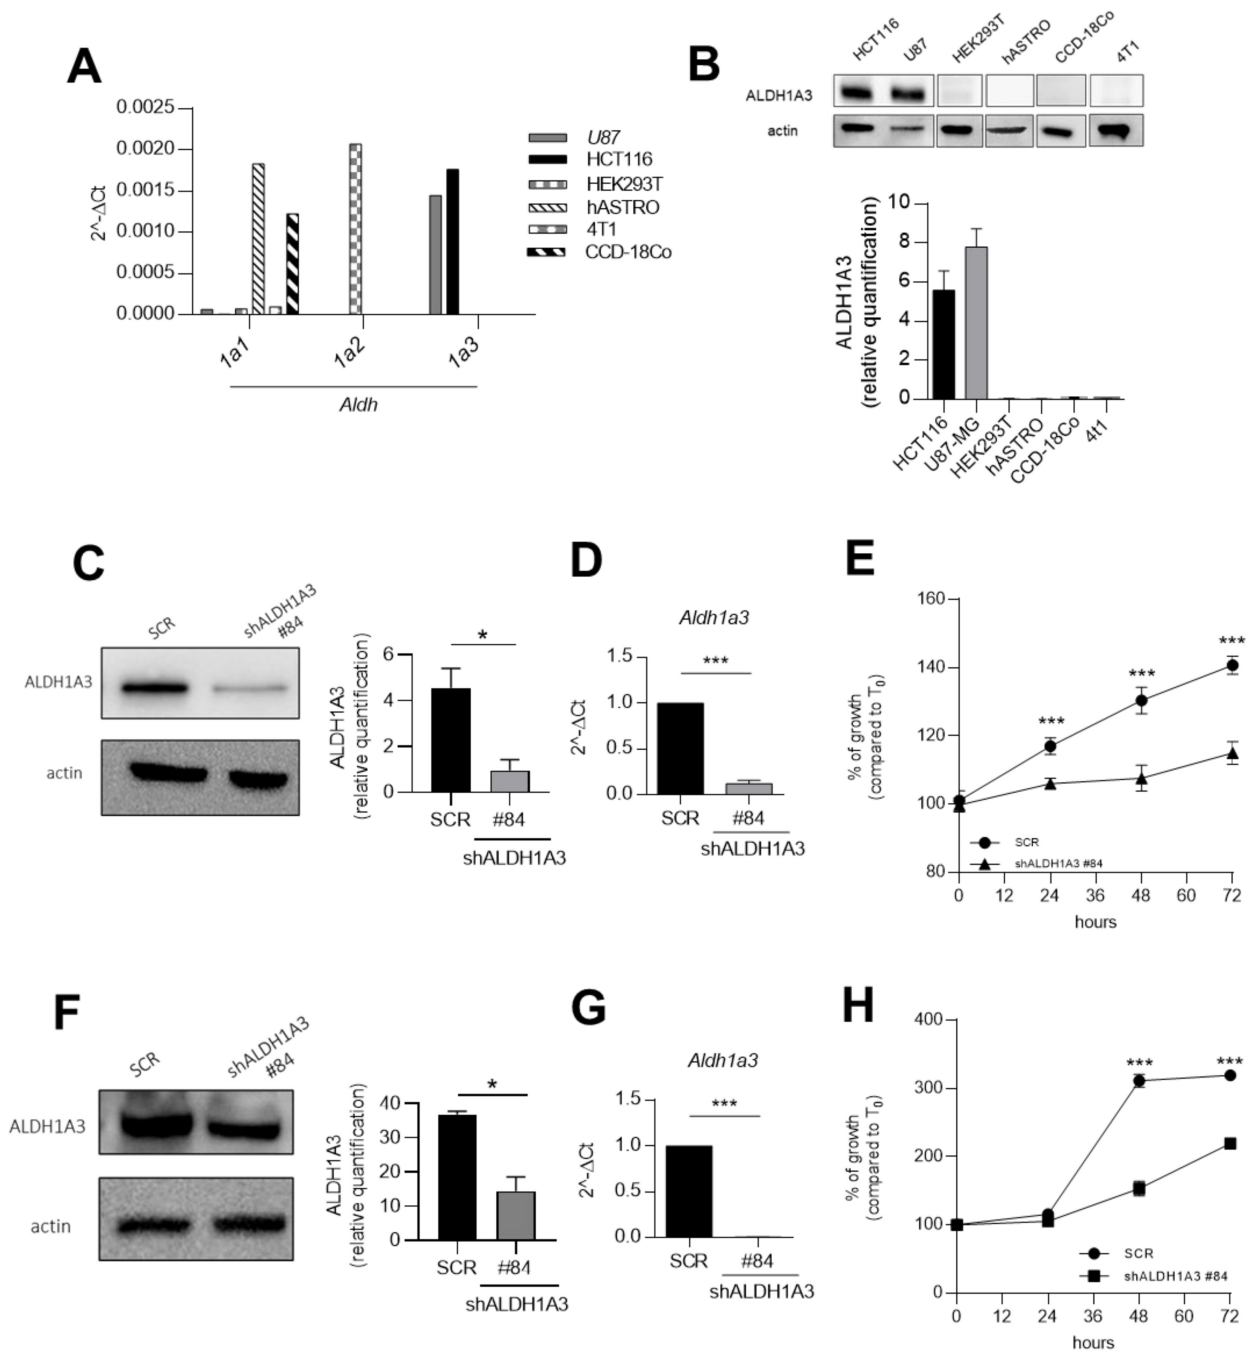 A
0.0025
0.0020
0.0015
0.0010
0.0005
0.0000
2^-ΔCt
1a1
1a2
1a3
Aldh
U87
HCT116
HEK293T
hASTRO
4T1
CCD-18Co
B
HCT116
U87
HEK293T
hASTRO
CCD-18Co
4T1
ALDH1A3
actin
ALDH1A3
(relative quantification)
10
8
6
4
2
0
HCT116
U87-MG
HEK293T
hASTRO
CCD-18Co
4t1
C
SCR
shALDH1A3
#84
ALDH1A3
actin
ALDH1A3
(relative quantification)
6
4
2
0
*
SCR
#84
shALDH1A3
D
Aldh1a3
2^-ΔCt
1.5
1.0
0.5
0.0
***
SCR
#84
shALDH1A3
E
% of growth
(compared to T0)
160
140
120
100
80
***
***
***
SCR
shALDH1A3 #84
0 12 24 36 48 60 72
hours
F
SCR
shALDH1A3
#84
ALDH1A3
actin
ALDH1A3
(relative quantification)
40
30
20
10
0
*
SCR
#84
shALDH1A3
G
Aldh1a3
2^-ΔCt
1.5
1.0
0.5
0.0
***
SCR
#84
shALDH1A3
H
% of growth
(compared to T0)
400
300
200
100
0
***
***
SCR
shALDH1A3 #84
0 12 24 36 48 60 72
hours